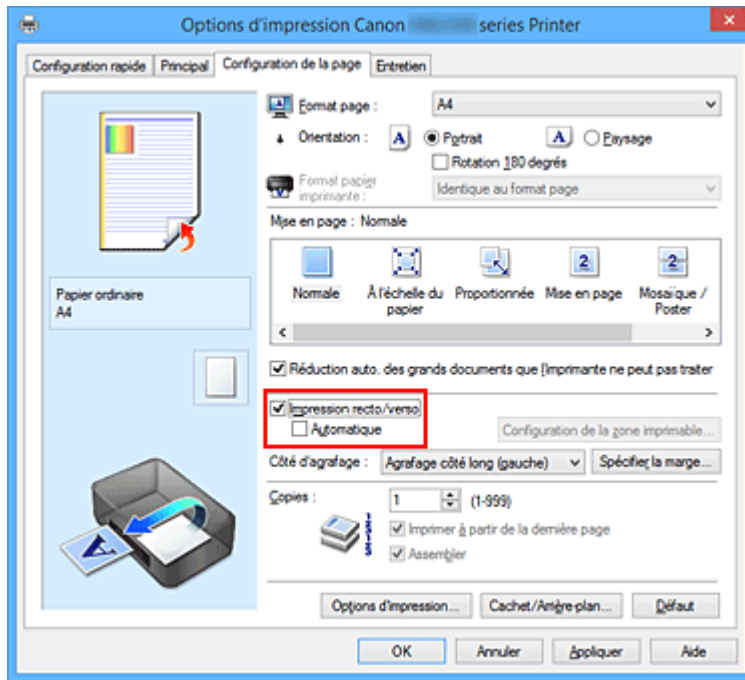 Options d'impression Canon series Printer
Configuration rapide Principal Configuration de la page Entretien
Format page : A4
Orientation : A Portrait A Paysage
Rotation 180 degrés
Format papier imprimante : Identique au format page
Mise en page : Normale
Normale À l'échelle du papier Proportionnée Mise en page Mosaïque / Poster
Papier ordinaire
A4
Réduction auto. des grands documents que l'imprimante ne peut pas traiter
Impression recto/verso
Automatique Configuration de la zone imprimable...
Côté d'agrafage : Agrafage côté long (gauche) Spécifier la marge...
Copies : 1 (1-999)
Imprimer à partir de la dernière page
Assembler
Options d'impression... Cachet/Arrière-plan... Défaut
OK Annuler Appliquer Aide